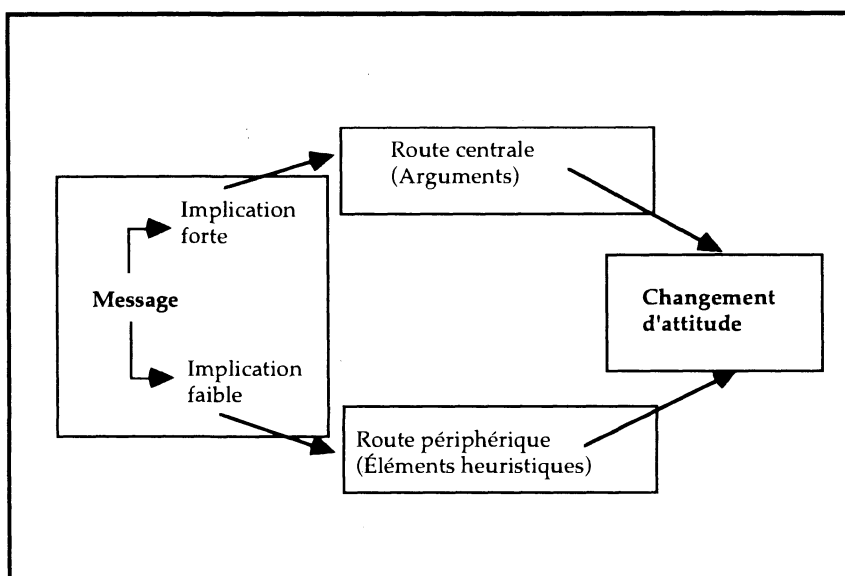 Route centrale
(Arguments)
Implication
forte
Message
Changement
d'attitude
Implication
faible
Route périphérique
(Éléments heuristiques)